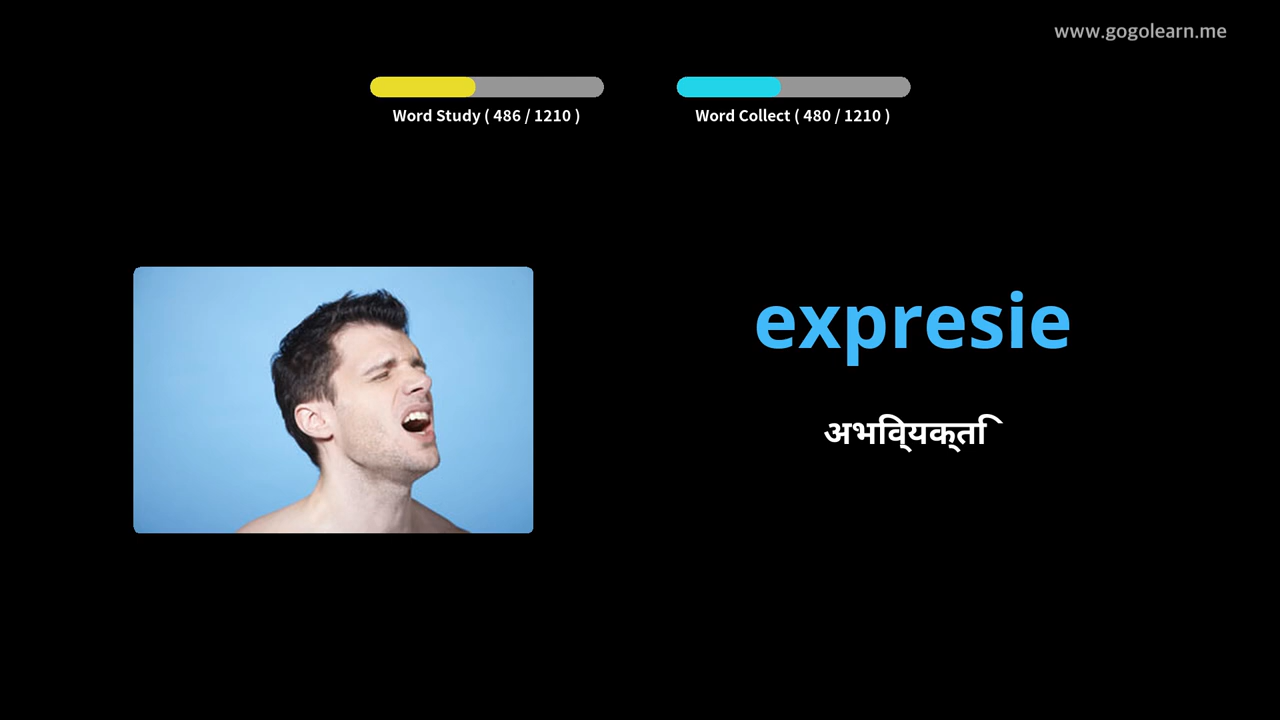 www.gogolearn.me
Word Study ( 486 / 1210 )
Word Collect ( 480 / 1210 )
expresie
अभिव्यक्ति